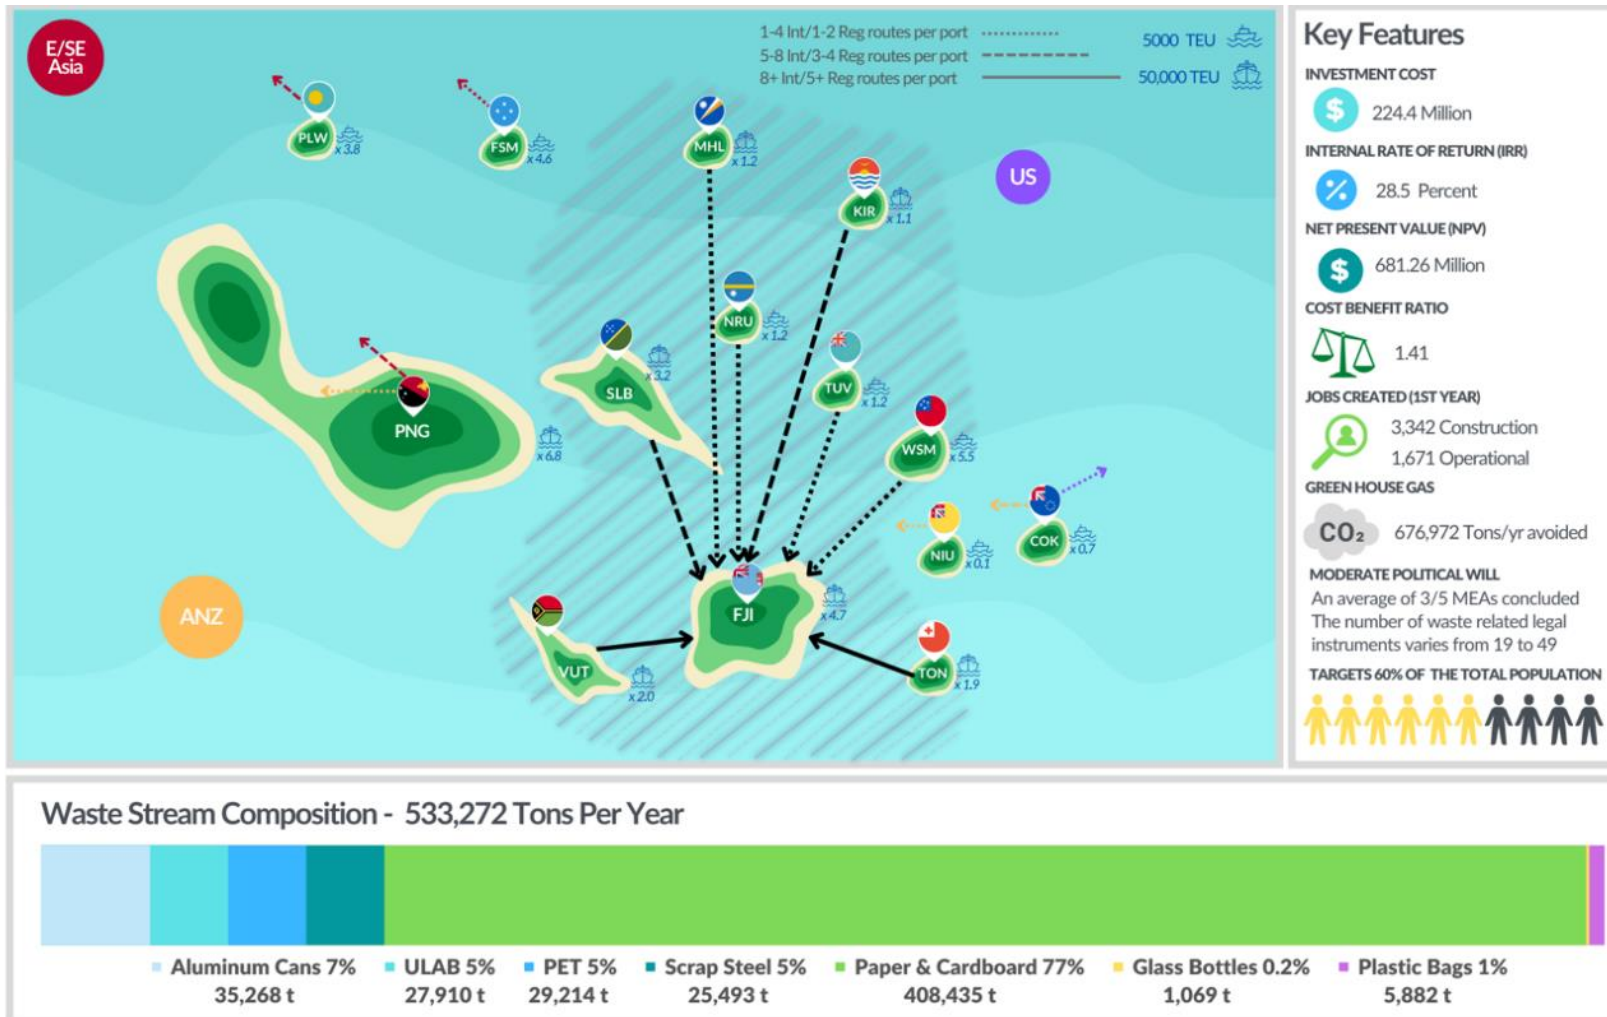 E/SE
Asia
1-4 Int/1-2 Reg routes per port
5-8 Int/3-4 Reg routes per port
8+ Int/5+ Reg routes per port
5000 TEU
50,000 TEU
PLW
x 3.8
FSM
x 4.6
MHL
x 1.2
KIR
x 1.1
US
NRU
x 1.2
SLB
x 3.2
TUV
x 1.2
PNG
x 6.8
WSM
x 5.5
NIU
x 0.1
COK
x 0.7
ANZ
FJI
x 4.7
VUT
x 2.0
TON
x 1.9
Key Features
INVESTMENT COST
$
224.4 Million
INTERNAL RATE OF RETURN (IRR)
%
28.5 Percent
NET PRESENT VALUE (NPV)
$
681.26 Million
COST BENEFIT RATIO
1.41
JOBS CREATED (1ST YEAR)
3,342 Construction
1,671 Operational
GREEN HOUSE GAS
CO₂
676,972 Tons/yr avoided
MODERATE POLITICAL WILL
An average of 3/5 MEAs concluded
The number of waste related legal
instruments varies from 19 to 49
TARGETS 60% OF THE TOTAL POPULATION
Waste Stream Composition - 533,272 Tons Per Year
Aluminum Cans 7%
35,268 t
ULAB 5%
27,910 t
PET 5%
29,214 t
Scrap Steel 5%
25,493 t
Paper & Cardboard 77%
408,435 t
Glass Bottles 0.2%
1,069 t
Plastic Bags 1%
5,882 t